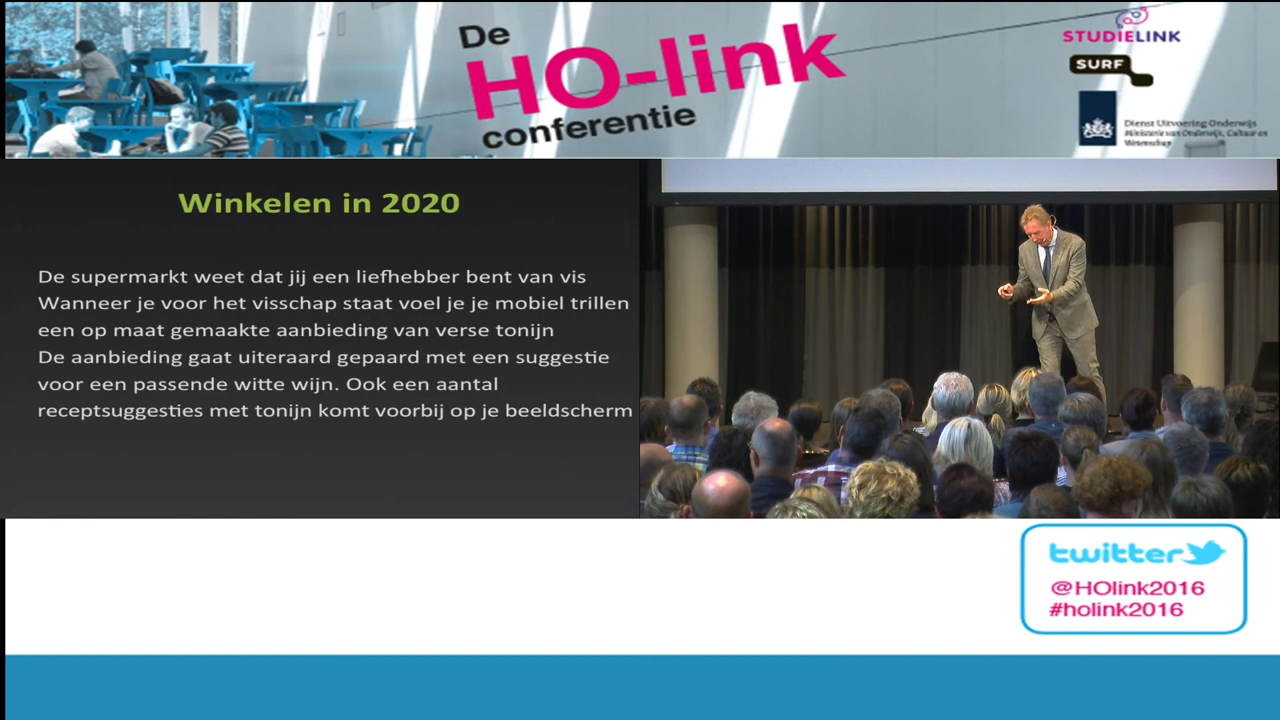 De
HO-link
conferentie
STUDIELINK
SURF
Dienst Uitvoering Onderwijs
Ministerie van Onderwijs, Cultuur en
Wetenschap
Winkelen in 2020
De supermarkt weet dat jij een liefhebber bent van vis
Wanneer je voor het visschap staat voel je je mobiel trillen
een op maat gemaakte aanbieding van verse tonijn
De aanbieding gaat uiteraard gepaard met een suggestie
voor een passende witte wijn. Ook een aantal
receptsuggesties met tonijn komt voorbij op je beeldscherm
twitter
@HOlink2016
#holink2016